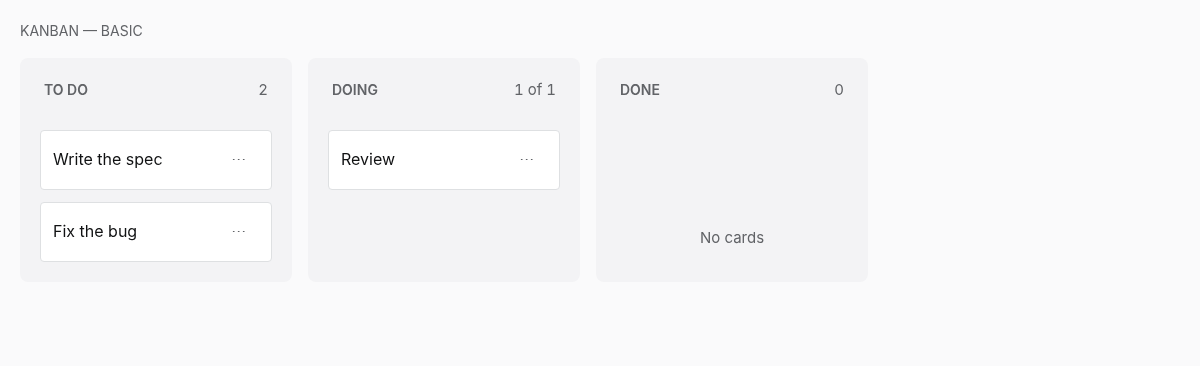 KANBAN — BASIC
TO DO 2
Write the spec ...
Fix the bug ...
DOING 1 of 1
Review ...
DONE 0
No cards